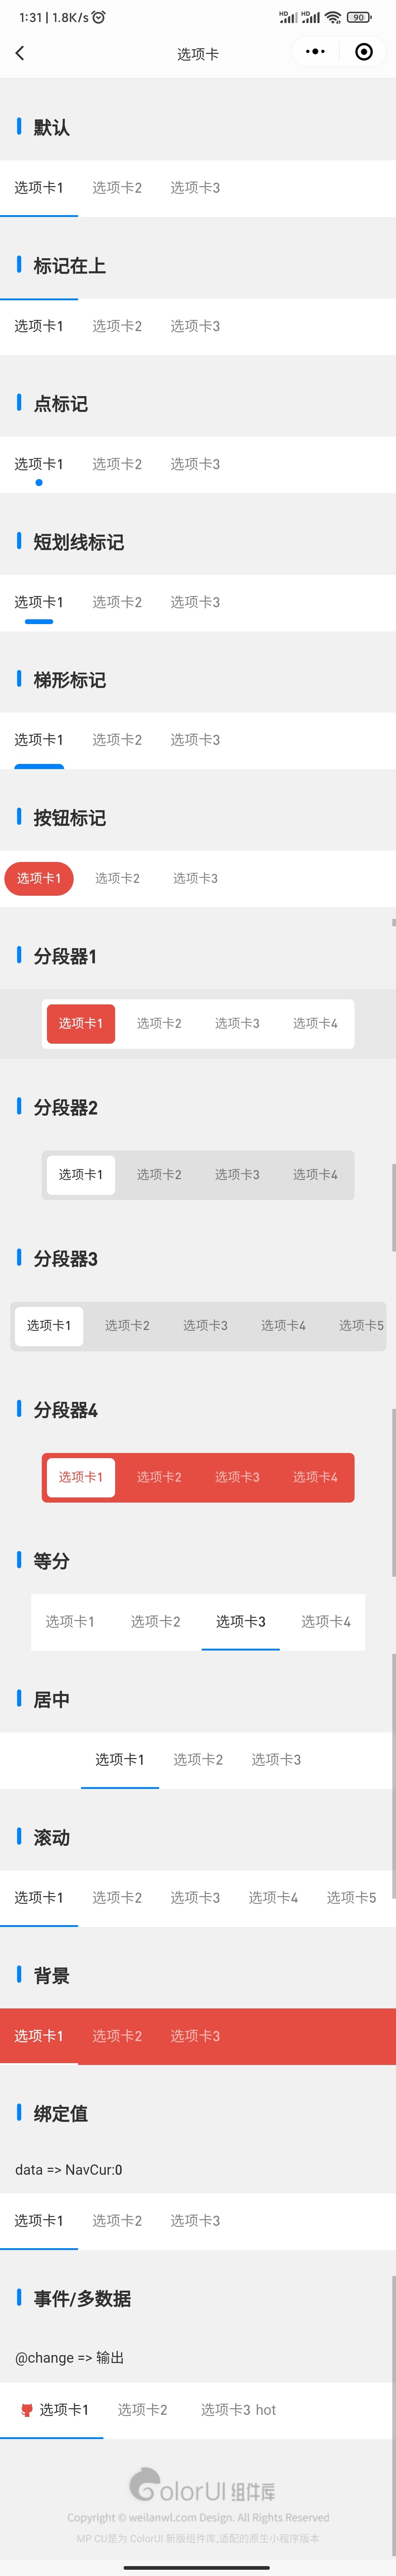 1:31 | 1.8K/s HD HD 90
选项卡
默认
选项卡1 选项卡2 选项卡3
标记在上
选项卡1 选项卡2 选项卡3
点标记
选项卡1 选项卡2 选项卡3
短划线标记
选项卡1 选项卡2 选项卡3
梯形标记
选项卡1 选项卡2 选项卡3
按钮标记
选项卡1 选项卡2 选项卡3
分段器1
选项卡1 选项卡2 选项卡3 选项卡4
分段器2
选项卡1 选项卡2 选项卡3 选项卡4
分段器3
选项卡1 选项卡2 选项卡3 选项卡4 选项卡5
分段器4
选项卡1 选项卡2 选项卡3 选项卡4
等分
选项卡1 选项卡2 选项卡3 选项卡4
居中
选项卡1 选项卡2 选项卡3
滚动
选项卡1 选项卡2 选项卡3 选项卡4 选项卡5
背景
选项卡1 选项卡2 选项卡3
绑定值
data => NavCur:0
选项卡1 选项卡2 选项卡3
事件/多数据
@change => 输出
选项卡1 选项卡2 选项卡3 hot
ColorUI 组件库
Copyright © weilanwl.com Design. All Rights Reserved
MP CU是为 ColorUI 新版组件库,适配的原生小程序版本